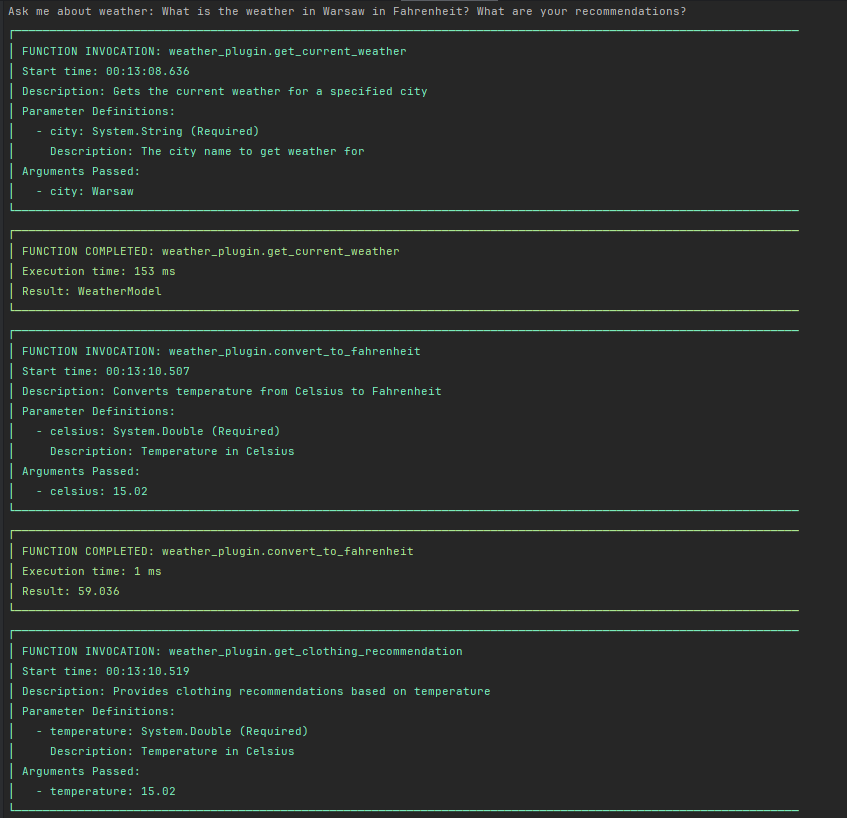 Ask me about weather: What is the weather in Warsaw in Fahrenheit? What are your recommendations?
FUNCTION INVOCATION: weather_plugin.get_current_weather
Start time: 00:13:08.636
Description: Gets the current weather for a specified city
Parameter Definitions:
- city: System.String (Required)
Description: The city name to get weather for
Arguments Passed:
- city: Warsaw
FUNCTION COMPLETED: weather_plugin.get_current_weather
Execution time: 153 ms
Result: WeatherModel
FUNCTION INVOCATION: weather_plugin.convert_to_fahrenheit
Start time: 00:13:10.507
Description: Converts temperature from Celsius to Fahrenheit
Parameter Definitions:
- celsius: System.Double (Required)
Description: Temperature in Celsius
Arguments Passed:
- celsius: 15.02
FUNCTION COMPLETED: weather_plugin.convert_to_fahrenheit
Execution time: 1 ms
Result: 59.036
FUNCTION INVOCATION: weather_plugin.get_clothing_recommendation
Start time: 00:13:10.519
Description: Provides clothing recommendations based on temperature
Parameter Definitions:
- temperature: System.Double (Required)
Description: Temperature in Celsius
Arguments Passed:
- temperature: 15.02